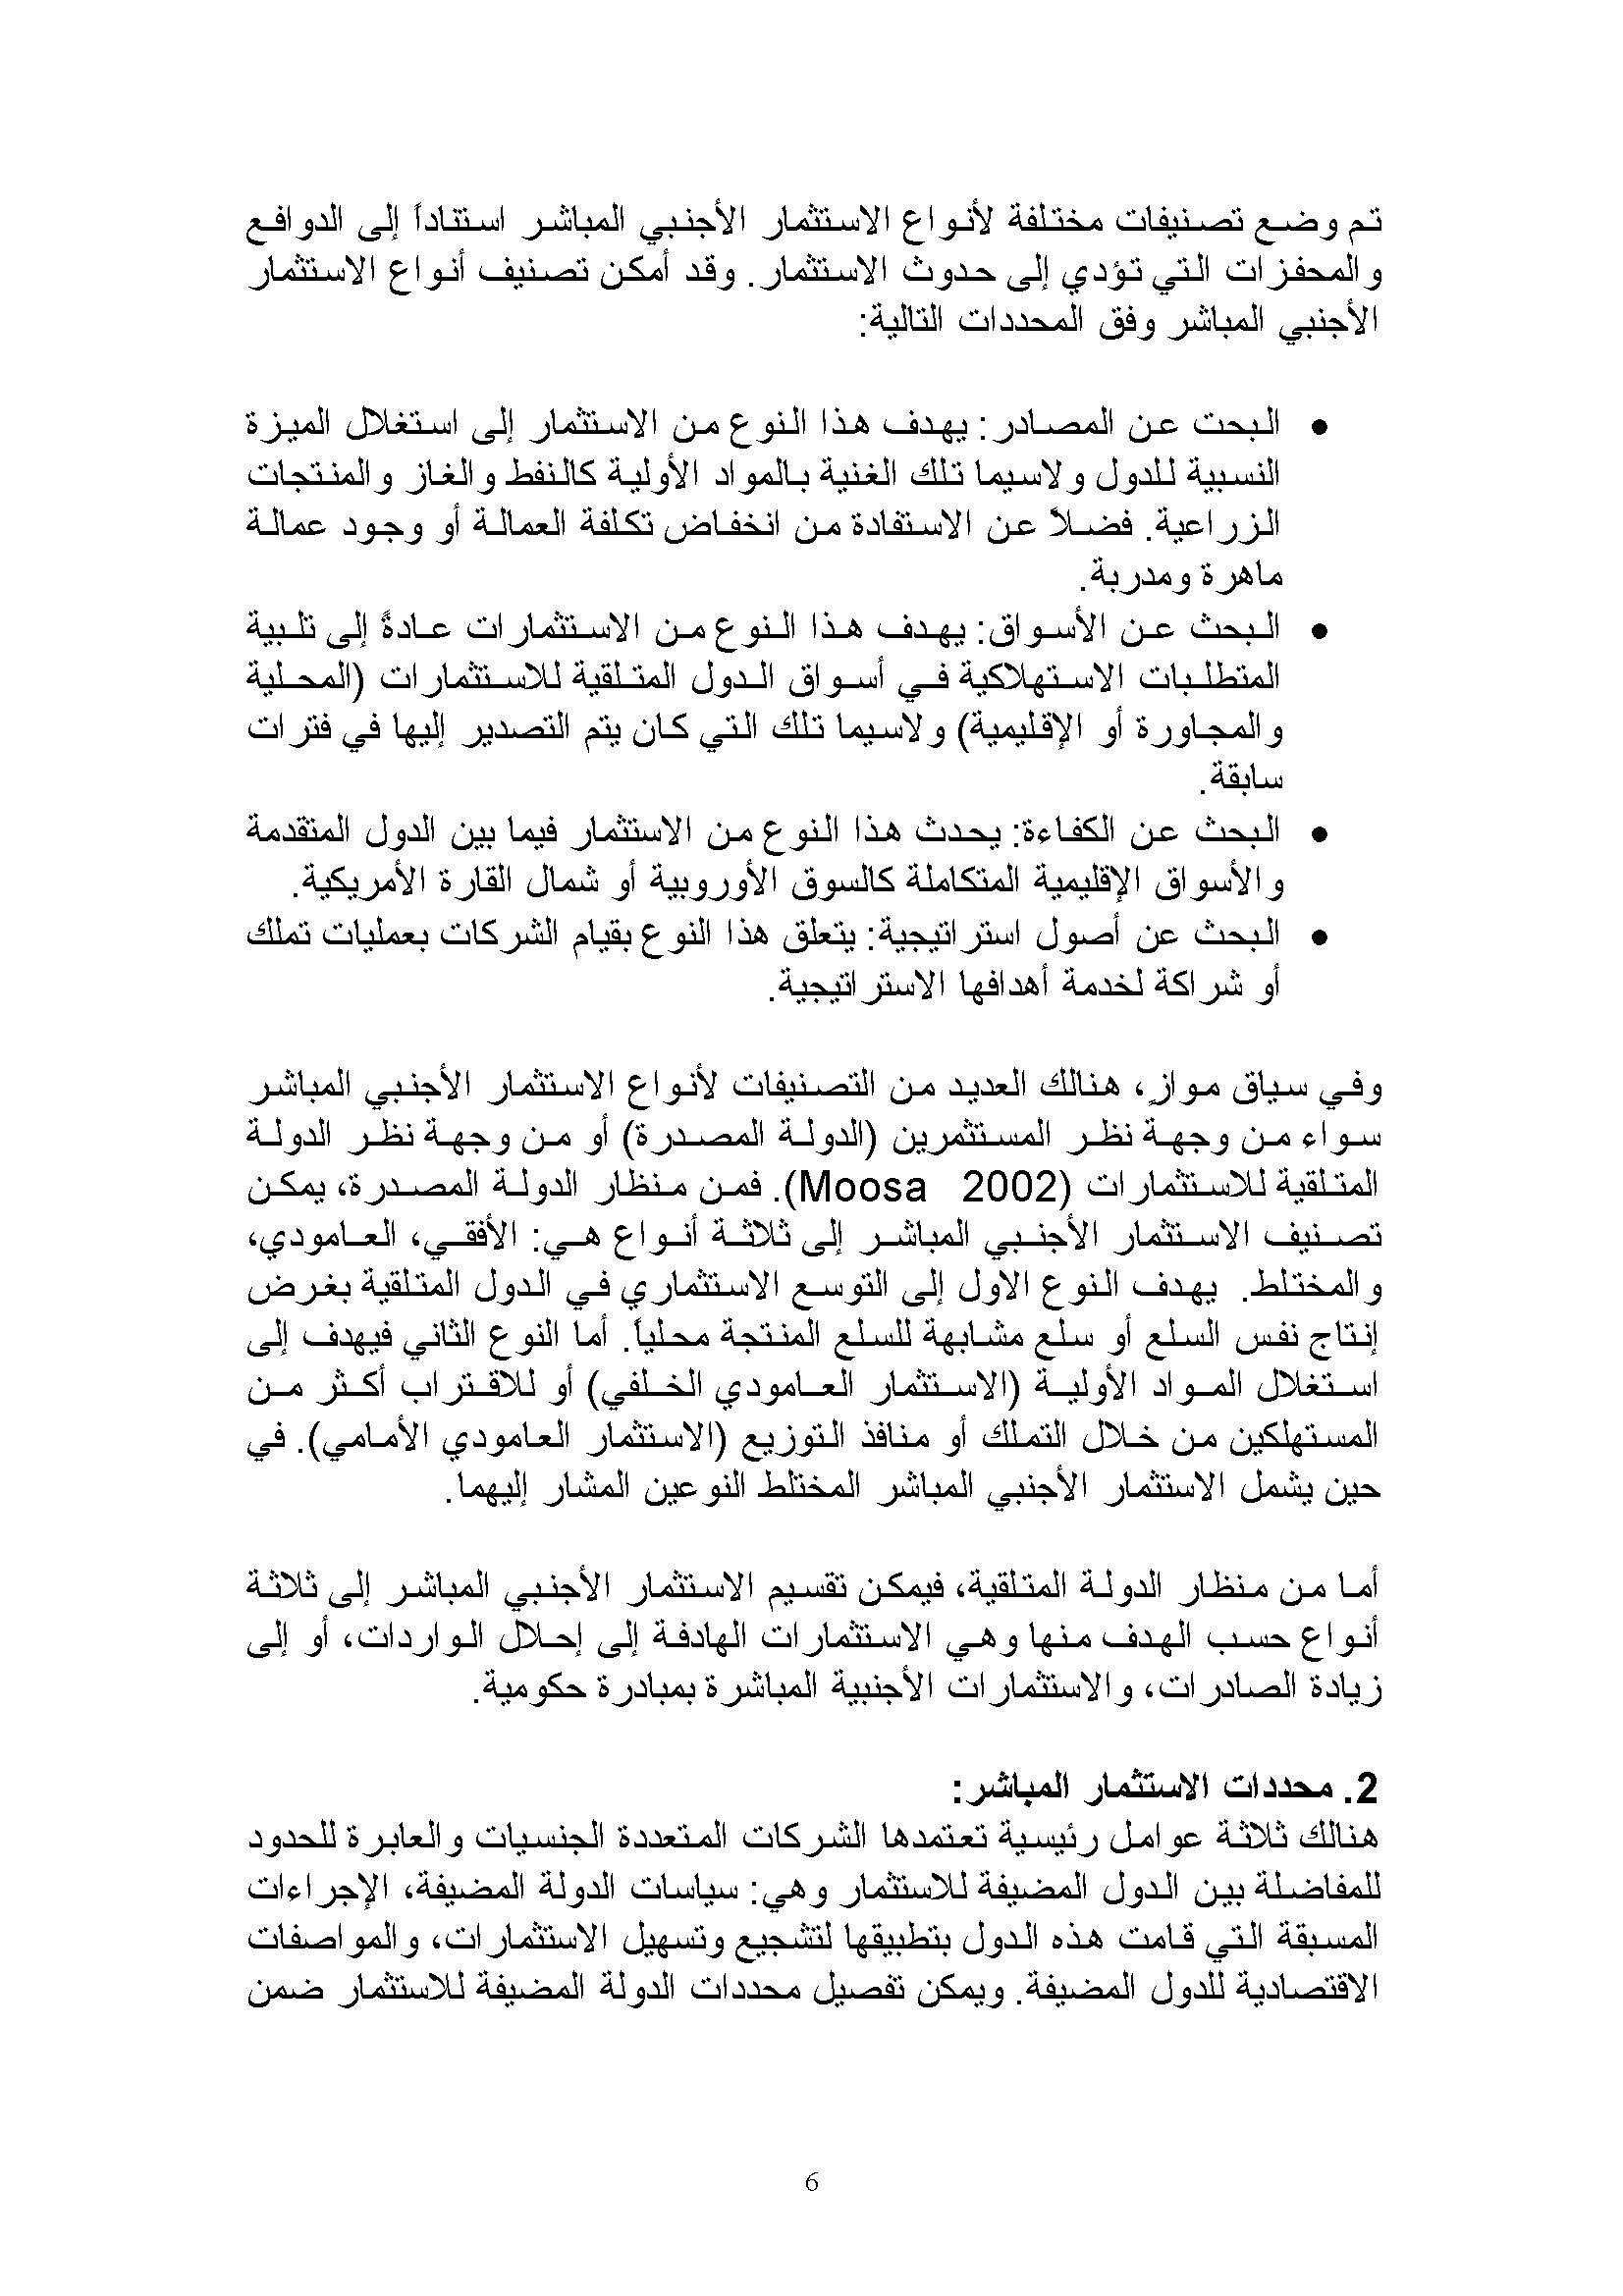 تم وضع تصنيفات مختلفة لأنواع الاستثمار الأجنبي المباشر استناداً إلى الدوافع
والمحفزات التي تؤدي إلى حدوث الاستثمار. وقد أمكن تصنيف أنواع الاستثمار
الأجنبي المباشر وفق المحددات التالية:
• البحث عن المصادر: يهدف هذا النوع من الاستثمار إلى استغلال الميزة
النسبية للدول ولاسيما تلك الغنية بالمواد الأولية كالنفط والغاز والمنتجات
الزراعية. فضلاً عن الاستفادة من انخفاض تكلفة العمالة أو وجود عمالة
ماهرة ومدربة.
• البحث عن الأسواق: يهدف هذا النوع من الاستثمارات عادةً إلى تلبية
المتطلبات الاستهلاكية في أسواق الدول المتلقية للاستثمارات (المحلية
والمجاورة أو الإقليمية) ولاسيما تلك التي كان يتم التصدير إليها في فترات
سابقة.
• البحث عن الكفاءة: يحدث هذا النوع من الاستثمار فيما بين الدول المتقدمة
والأسواق الإقليمية المتكاملة كالسوق الأوروبية أو شمال القارة الأمريكية.
• البحث عن أصول استراتيجية: يتعلق هذا النوع بقيام الشركات بعمليات تملك
أو شراكة لخدمة أهدافها الاستراتيجية.
وفي سياق موازٍ، هنالك العديد من التصنيفات لأنواع الاستثمار الأجنبي المباشر
سواء من وجهة نظر المستثمرين (الدولة المصدرة) أو من وجهة نظر الدولة
المتلقية للاستثمارات (Moosa 2002). فمن منظار الدولة المصدرة، يمكن
تصنيف الاستثمار الأجنبي المباشر إلى ثلاثة أنواع هي: الأفقي، العامودي،
والمختلط. يهدف النوع الاول إلى التوسع الاستثماري في الدول المتلقية بغرض
إنتاج نفس السلع أو سلع مشابهة للسلع المنتجة محلياً. أما النوع الثاني فيهدف إلى
استغلال المواد الأولية (الاستثمار العامودي الخلفي) أو للاقتراب أكثر من
المستهلكين من خلال التملك أو منافذ التوزيع (الاستثمار العامودي الأمامي). في
حين يشمل الاستثمار الأجنبي المباشر المختلط النوعين المشار إليهما.
أما من منظار الدولة المتلقية، فيمكن تقسيم الاستثمار الأجنبي المباشر إلى ثلاثة
أنواع حسب الهدف منها وهي الاستثمارات الهادفة إلى إحلال الواردات، أو إلى
زيادة الصادرات، والاستثمارات الأجنبية المباشرة بمبادرة حكومية.
2. محددات الاستثمار المباشر:
هنالك ثلاثة عوامل رئيسية تعتمدها الشركات المتعددة الجنسيات والعابرة للحدود
للمفاضلة بين الدول المضيفة للاستثمار وهي: سياسات الدولة المضيفة، الإجراءات
المسبقة التي قامت هذه الدول بتطبيقها لتشجيع وتسهيل الاستثمارات، والمواصفات
الاقتصادية للدول المضيفة. ويمكن تفصيل محددات الدولة المضيفة للاستثمار ضمن
6